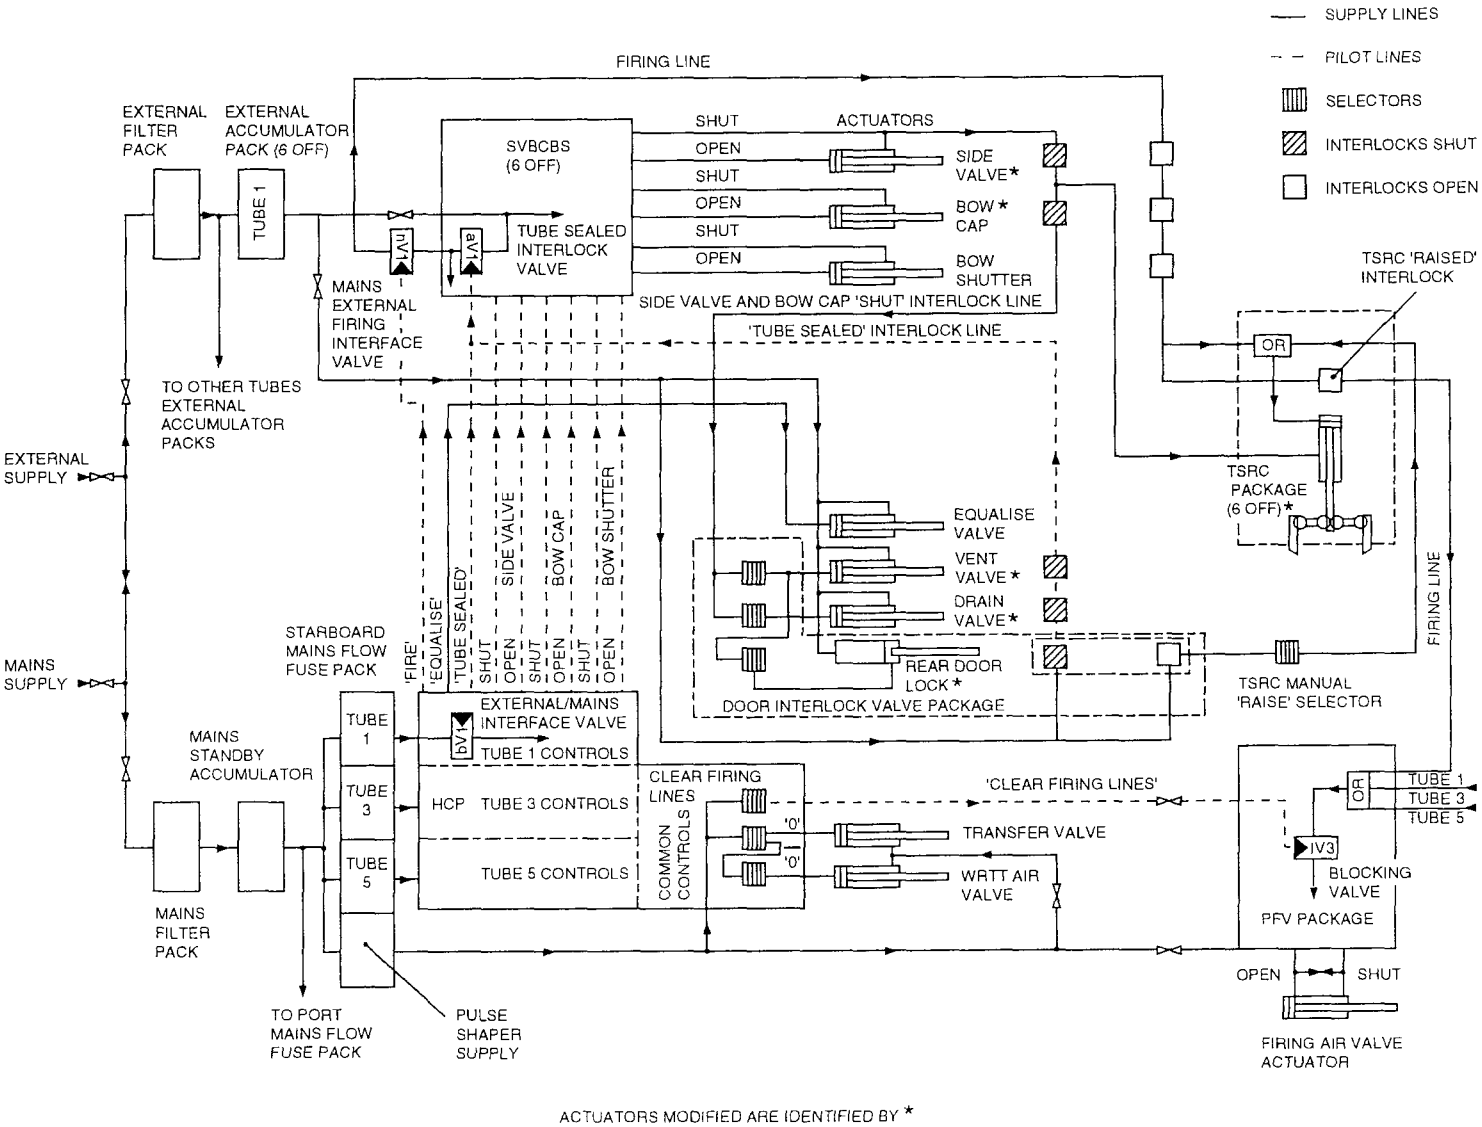 SUPPLY LINES
PILOT LINES
SELECTORS
INTERLOCKS SHUT
INTERLOCKS OPEN
FIRING LINE
EXTERNAL
FILTER
PACK
EXTERNAL
ACCUMULATOR
PACK (6 OFF)
TUBE 1
SVBCBS
(6 OFF)
SHUT
OPEN
SHUT
OPEN
SHUT
OPEN
ACTUATORS
SIDE
VALVE*
BOW *
CAP
BOW
SHUTTER
hV1
aV1
TUBE SEALED
INTERLOCK
VALVE
MAINS
EXTERNAL
FIRING
INTERFACE
VALVE
SIDE VALVE AND BOW CAP 'SHUT' INTERLOCK LINE
'TUBE SEALED' INTERLOCK LINE
TSRC 'RAISED'
INTERLOCK
OR
TO OTHER TUBES
EXTERNAL
ACCUMULATOR
PACKS
EXTERNAL
SUPPLY
TSRC
PACKAGE
(6 OFF)*
'FIRE'
'EQUALISE'
'TUBE SEALED'
SHUT
SIDE VALVE
OPEN
SHUT
BOW CAP
OPEN
SHUT
BOW SHUTTER
OPEN
EQUALISE
VALVE
VENT
VALVE*
DRAIN
VALVE*
REAR DOOR
LOCK*
DOOR INTERLOCK VALVE PACKAGE
TSRC MANUAL
'RAISE' SELECTOR
FIRING LINE
MAINS
SUPPLY
STARBOARD
MAINS FLOW
FUSE PACK
MAINS
STANDBY
ACCUMULATOR
TUBE
1
TUBE
3
TUBE
5
bV1
EXTERNAL/MAINS
INTERFACE VALVE
TUBE 1 CONTROLS
HCP
TUBE 3 CONTROLS
TUBE 5 CONTROLS
CLEAR FIRING
LINES
COMMON
CONTROLS
'0'
'0'
'CLEAR FIRING LINES'
TRANSFER VALVE
WRTT AIR
VALVE
OR
TUBE 1
TUBE 3
TUBE 5
IV3
BLOCKING
VALVE
PFV PACKAGE
OPEN
SHUT
FIRING AIR VALVE
ACTUATOR
MAINS
FILTER
PACK
TO PORT
MAINS FLOW
FUSE PACK
PULSE
SHAPER
SUPPLY
ACTUATORS MODIFIED ARE IDENTIFIED BY *